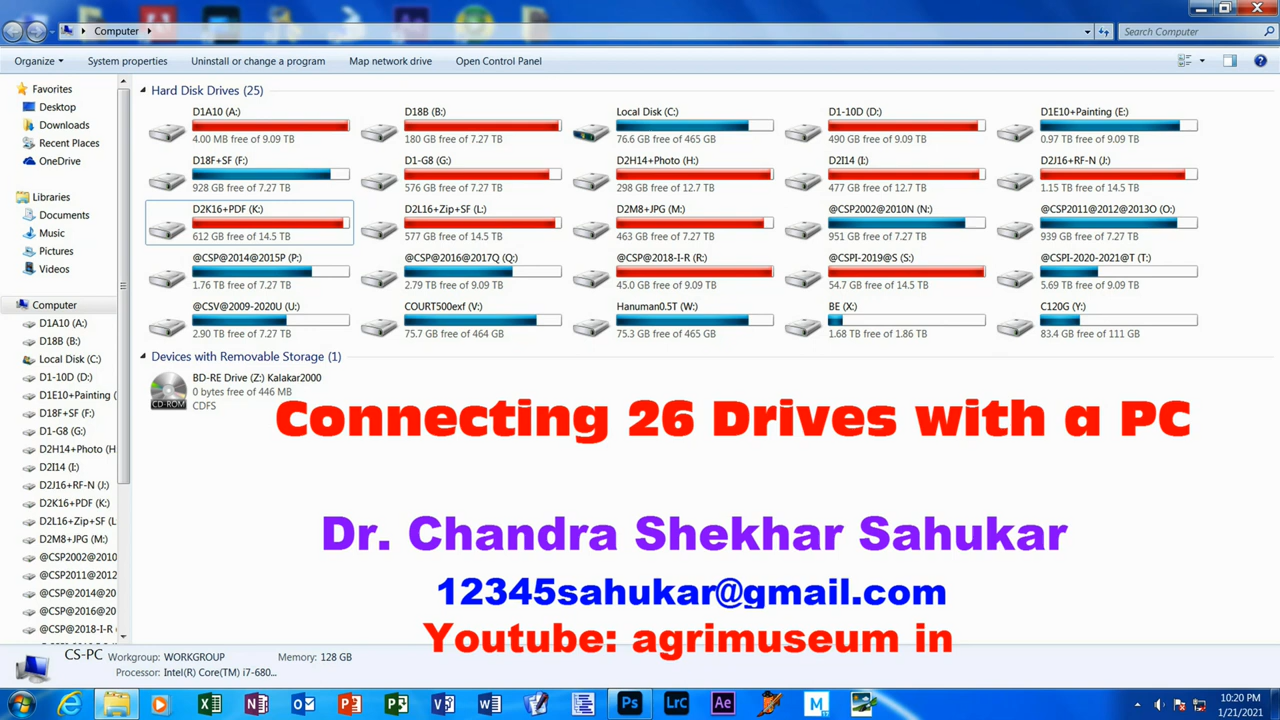 Computer
Search Computer
Organize
System properties
Uninstall or change a program
Map network drive
Open Control Panel
Favorites
Desktop
Downloads
Recent Places
OneDrive
Libraries
Documents
Music
Pictures
Videos
Computer
D1A10 (A:)
D18B (B:)
Local Disk (C:)
D1-10D (D:)
D1E10+Painting (
D18F+SF (F:)
D1-G8 (G:)
D2H14+Photo (H
D2I14 (I:)
D2J16+RF-N (J:)
D2K16+PDF (K:)
D2L16+Zip+SF (L
D2M8+JPG (M:)
@CSP2002@2010
@CSP2011@2012
@CSP@2014@20
@CSP@2016@20
@CSP@2018-I-R (
Hard Disk Drives (25)
D1A10 (A:)
4.00 MB free of 9.09 TB
D18B (B:)
180 GB free of 7.27 TB
Local Disk (C:)
76.6 GB free of 465 GB
D1-10D (D:)
490 GB free of 9.09 TB
D1E10+Painting (E:)
0.97 TB free of 9.09 TB
D18F+SF (F:)
928 GB free of 7.27 TB
D1-G8 (G:)
576 GB free of 7.27 TB
D2H14+Photo (H:)
298 GB free of 12.7 TB
D2I14 (I:)
477 GB free of 12.7 TB
D2J16+RF-N (J:)
1.15 TB free of 14.5 TB
D2K16+PDF (K:)
612 GB free of 14.5 TB
D2L16+Zip+SF (L:)
577 GB free of 14.5 TB
D2M8+JPG (M:)
463 GB free of 7.27 TB
@CSP2002@2010N (N:)
951 GB free of 7.27 TB
@CSP2011@2012@2013O (O:)
939 GB free of 7.27 TB
@CSP@2014@2015P (P:)
1.76 TB free of 7.27 TB
@CSP@2016@2017Q (Q:)
2.79 TB free of 9.09 TB
@CSP@2018-I-R (R:)
45.0 GB free of 9.09 TB
@CSPI-2019@S (S:)
54.7 GB free of 14.5 TB
@CSPI-2020-2021@T (T:)
5.69 TB free of 9.09 TB
@CSV@2009-2020U (U:)
2.90 TB free of 7.27 TB
COURT500exf (V:)
75.7 GB free of 464 GB
Hanuman0.5T (W:)
75.3 GB free of 465 GB
BE (X:)
1.68 TB free of 1.86 TB
C120G (Y:)
83.4 GB free of 111 GB
Devices with Removable Storage (1)
BD-RE Drive (Z:) Kalakar2000
0 bytes free of 446 MB
CDFS
CD-ROM
Connecting 26 Drives with a PC
Dr. Chandra Shekhar Sahukar
12345sahukar@gmail.com
Youtube: agrimuseum in
CS-PC
Workgroup: WORKGROUP
Memory: 128 GB
Processor: Intel(R) Core(TM) i7-680...
Ps
LrC
Ae
M
10:20 PM
1/21/2021